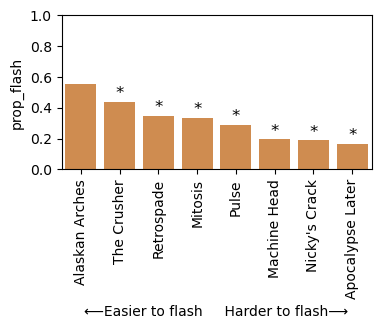 prop_flash
1.0
0.8
0.6
0.4
0.2
0.0
* * * * * * *
Alaskan Arches
The Crusher
Retrospade
Mitosis
Pulse
Machine Head
Nicky's Crack
Apocalypse Later
⟵Easier to flash Harder to flash⟶